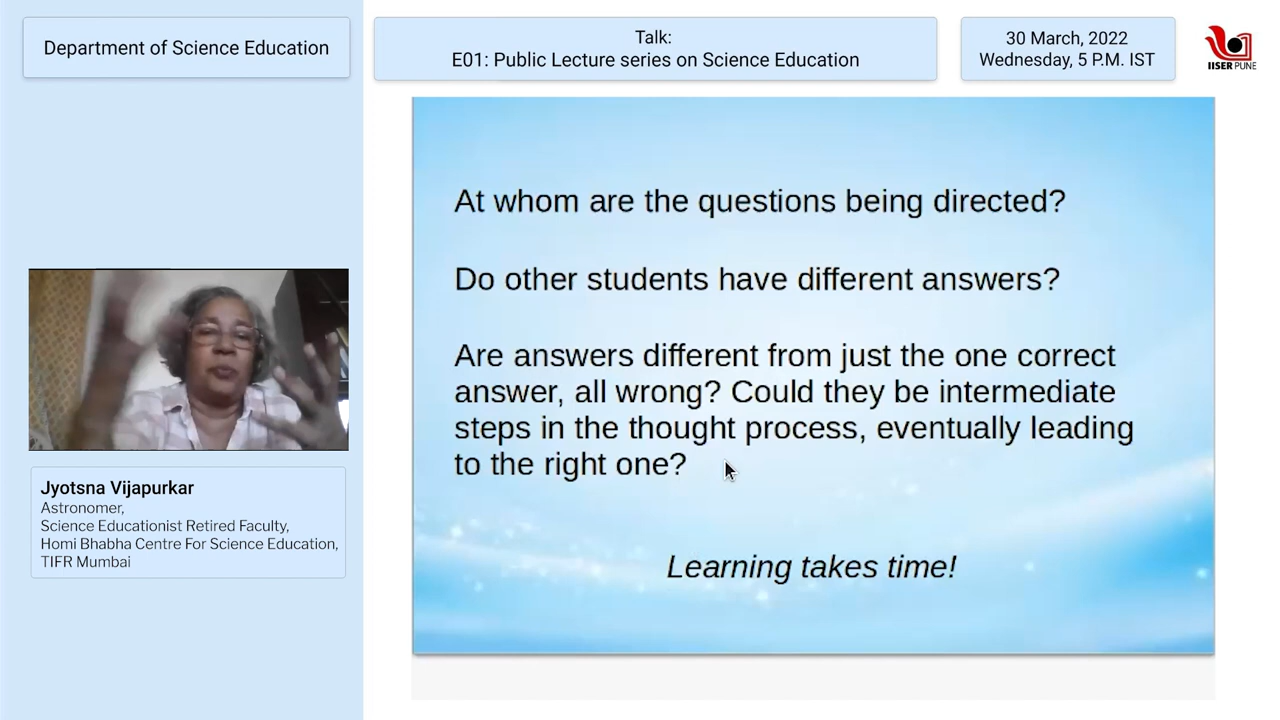 Department of Science Education
Talk:
E01: Public Lecture series on Science Education
30 March, 2022
Wednesday, 5 P.M. IST
IISER PUNE
At whom are the questions being directed?
Do other students have different answers?
Are answers different from just the one correct
answer, all wrong? Could they be intermediate
steps in the thought process, eventually leading
to the right one?
Learning takes time!
Jyotsna Vijapurkar
Astronomer,
Science Educationist Retired Faculty,
Homi Bhabha Centre For Science Education,
TIFR Mumbai